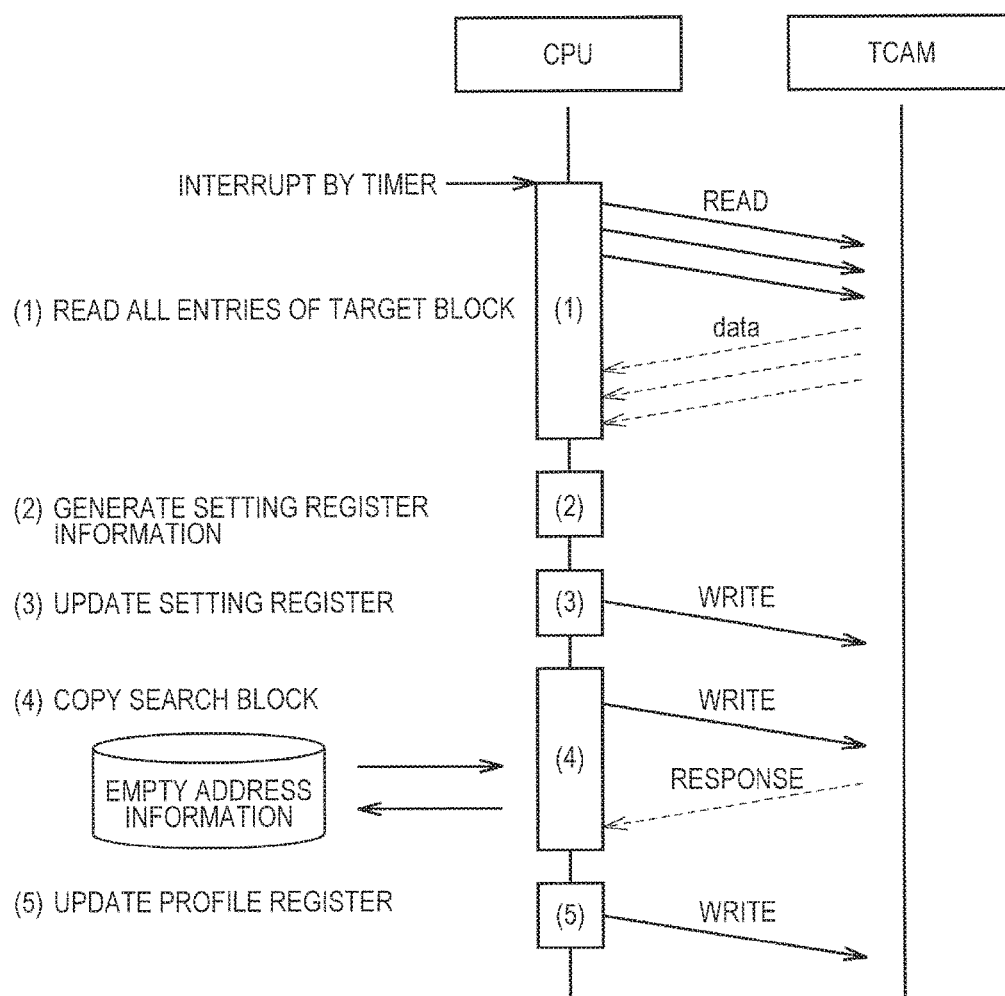 CPU
TCAM
INTERRUPT BY TIMER
READ
(1) READ ALL ENTRIES OF TARGET BLOCK
(1)
data
(2) GENERATE SETTING REGISTER
INFORMATION
(2)
(3) UPDATE SETTING REGISTER
(3)
WRITE
(4) COPY SEARCH BLOCK
WRITE
(4)
EMPTY ADDRESS
INFORMATION
RESPONSE
(5) UPDATE PROFILE REGISTER
(5)
WRITE